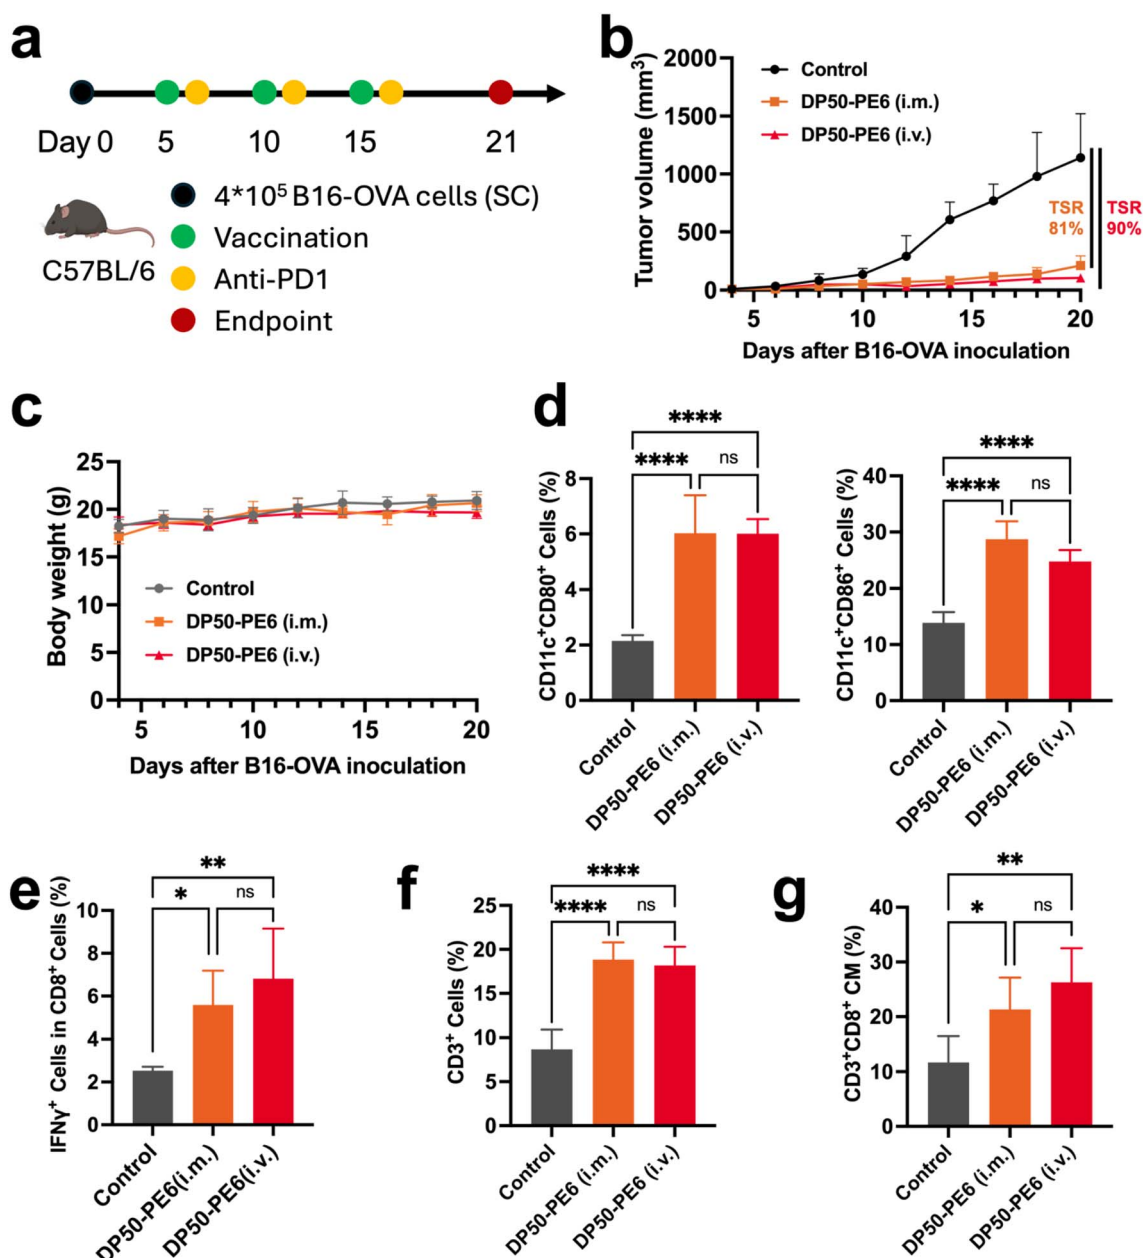 a
Day 0 5 10 15 21
4*10⁵ B16-OVA cells (SC)
Vaccination
Anti-PD1
Endpoint
C57BL/6
b
Tumor volume (mm³)
2000
1500
1000
500
0
Control
DP50-PE6 (i.m.)
DP50-PE6 (i.v.)
TSR
81%
TSR
90%
5 10 15 20
Days after B16-OVA inoculation
c
Body weight (g)
25
20
15
10
5
0
Control
DP50-PE6 (i.m.)
DP50-PE6 (i.v.)
5 10 15 20
Days after B16-OVA inoculation
d
CD11c⁺CD80⁺ Cells (%)
8
6
4
2
0
****
**** ns
Control
DP50-PE6 (i.m.)
DP50-PE6 (i.v.)
CD11c⁺CD86⁺ Cells (%)
40
30
20
10
0
****
**** ns
Control
DP50-PE6 (i.m.)
DP50-PE6 (i.v.)
e
IFNγ⁺ Cells in CD8⁺ Cells (%)
10
8
6
4
2
0
**
* ns
Control
DP50-PE6(i.m.)
DP50-PE6(i.v.)
f
CD3⁺ Cells (%)
25
20
15
10
5
0
****
**** ns
Control
DP50-PE6 (i.m.)
DP50-PE6 (i.v.)
g
CD3⁺CD8⁺ CM (%)
40
30
20
10
0
**
* ns
Control
DP50-PE6 (i.m.)
DP50-PE6 (i.v.)